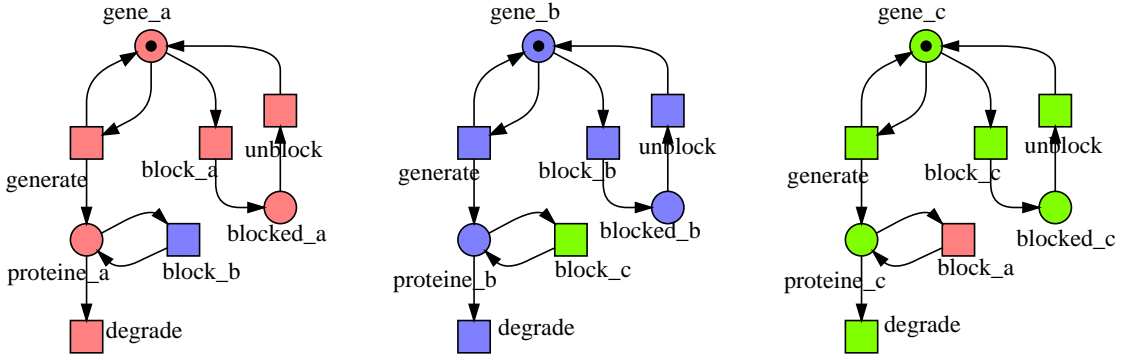 gene_a
generate
block_a
unblock
blocked_a
proteine_a
block_b
degrade
gene_b
generate
block_b
unblock
blocked_b
proteine_b
block_c
degrade
gene_c
generate
block_c
unblock
blocked_c
proteine_c
block_a
degrade